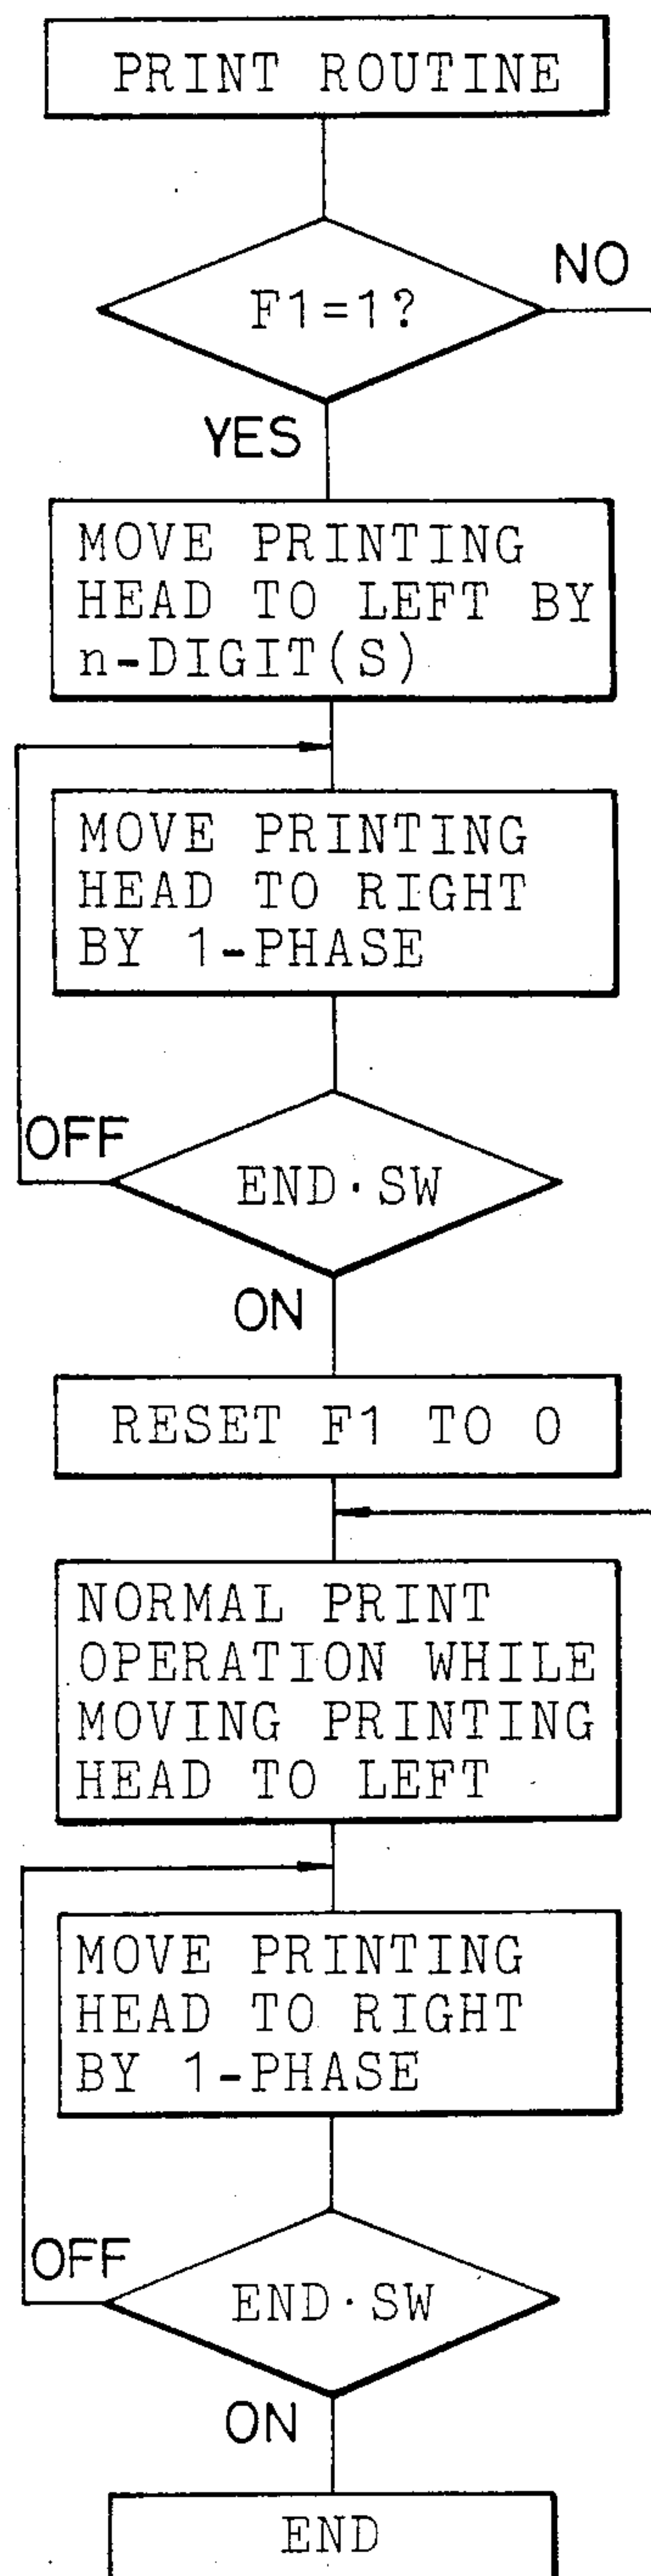 PRINT ROUTINE
F1=1?
NO
YES
MOVE PRINTING
HEAD TO LEFT BY
n-DIGIT(S)
MOVE PRINTING
HEAD TO RIGHT
BY 1-PHASE
OFF
END·SW
ON
RESET F1 TO 0
NORMAL PRINT
OPERATION WHILE
MOVING PRINTING
HEAD TO LEFT
MOVE PRINTING
HEAD TO RIGHT
BY 1-PHASE
OFF
END·SW
ON
END